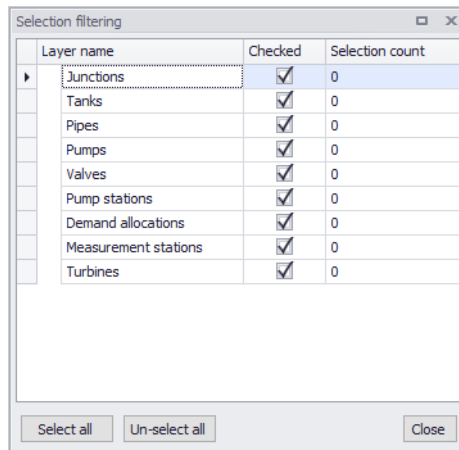 Selection filtering
Layer name Checked Selection count
Junctions 0
Tanks 0
Pipes 0
Pumps 0
Valves 0
Pump stations 0
Demand allocations 0
Measurement stations 0
Turbines 0
Select all Un-select all Close